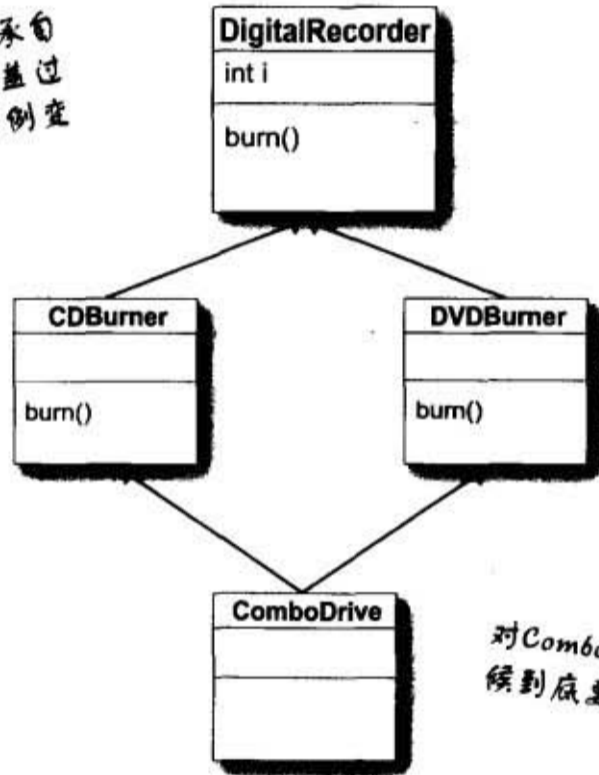 承自
盖过
例变
DigitalRecorder
int i
burn()
CDBurner
burn()
DVDBurner
burn()
ComboDrive
对Combo
候到底